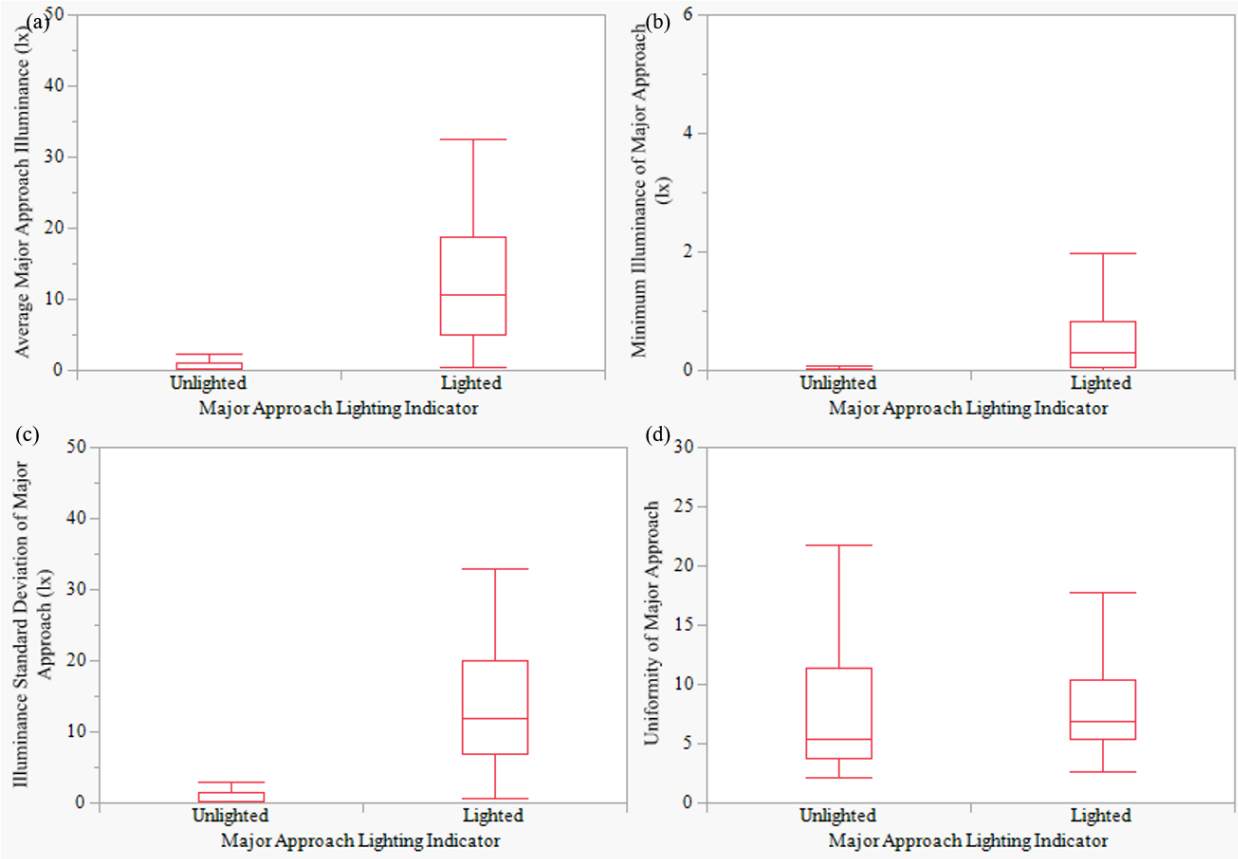 (a)
50
40
30
20
10
0
Average Major Approach Illuminance (lx)
Unlighted Lighted
Major Approach Lighting Indicator
(b)
6
4
2
0
Minimum Illuminance of Major Approach
(lx)
Unlighted Lighted
Major Approach Lighting Indicator
(c)
50
40
30
20
10
0
Illuminance Standard Deviation of Major
Approach (lx)
Unlighted Lighted
Major Approach Lighting Indicator
(d)
30
25
20
15
10
5
0
Uniformity of Major Approach
Unlighted Lighted
Major Approach Lighting Indicator